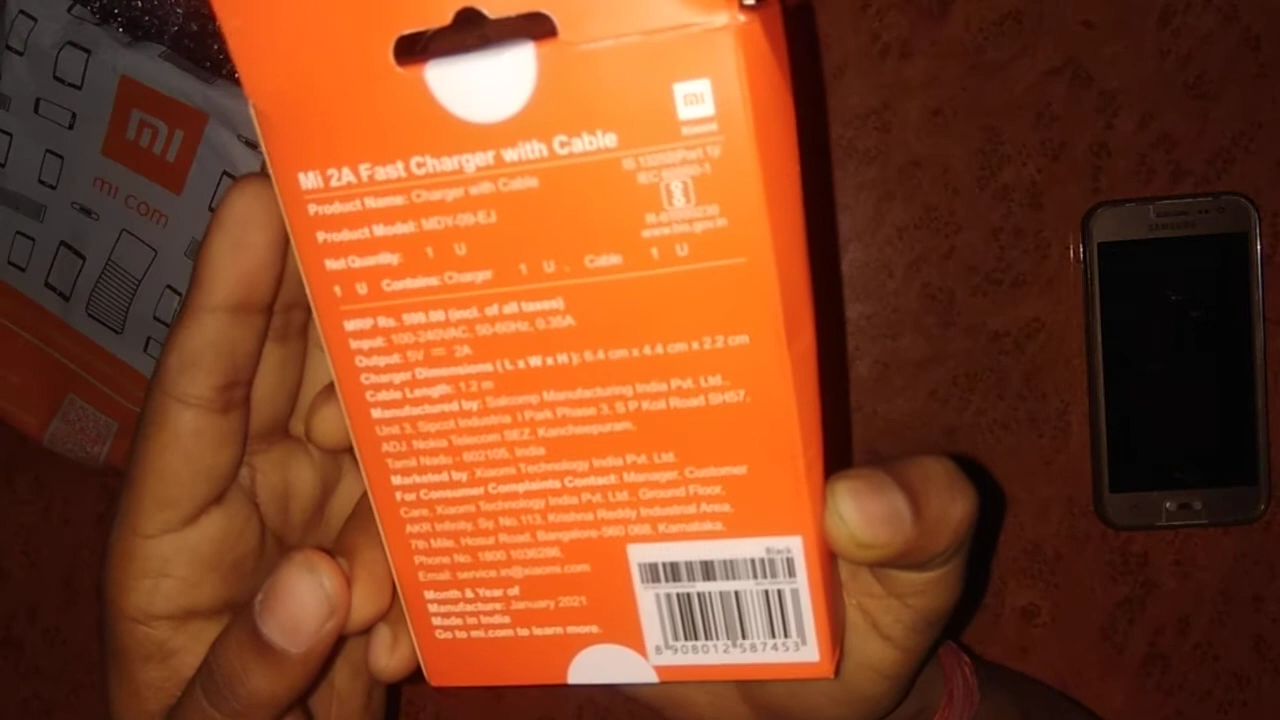 mi
mi.com
mi
Xiaomi
Mi 2A Fast Charger with Cable
Product Name: Charger with Cable
Product Model: MDY-09-EJ
Net Quantity: 1 U
1 U Contains: Charger 1 U , Cable 1 U
IS 13252(Part 1)/
IEC 60950-1
www.bis.gov.in
MRP Rs. 599.00 (incl. of all taxes)
Input: 100-240VAC, 50-60Hz, 0.35A
Output: 5V ⎓ 2A
Charger Dimensions ( L x W x H ): 6.4 cm x 4.4 cm x 2.2 cm
Cable Length: 1.2 m
Manufactured by: Salcomp Manufacturing India Pvt. Ltd.,
Unit 3, Sipcot Industria l Park Phase 3, S P Koil Road SH57,
ADJ. Nokia Telecom SEZ, Kancheepuram,
Tamil Nadu - 602105, India
Marketed by: Xiaomi Technology India Pvt. Ltd.
For Consumer Complaints Contact: Manager, Customer
Care, Xiaomi Technology India Pvt. Ltd., Ground Floor,
AKR Infinity, Sy. No.113, Krishna Reddy Industrial Area,
7th Mile, Hosur Road, Bangalore-560 068, Karnataka,
Phone No. 1800 1036286,
Email: service.in@xiaomi.com
Month & Year of
Manufacture: January 2021
Made in India
Go to mi.com to learn more.
Black
8 908012 587453
SAMSUNG